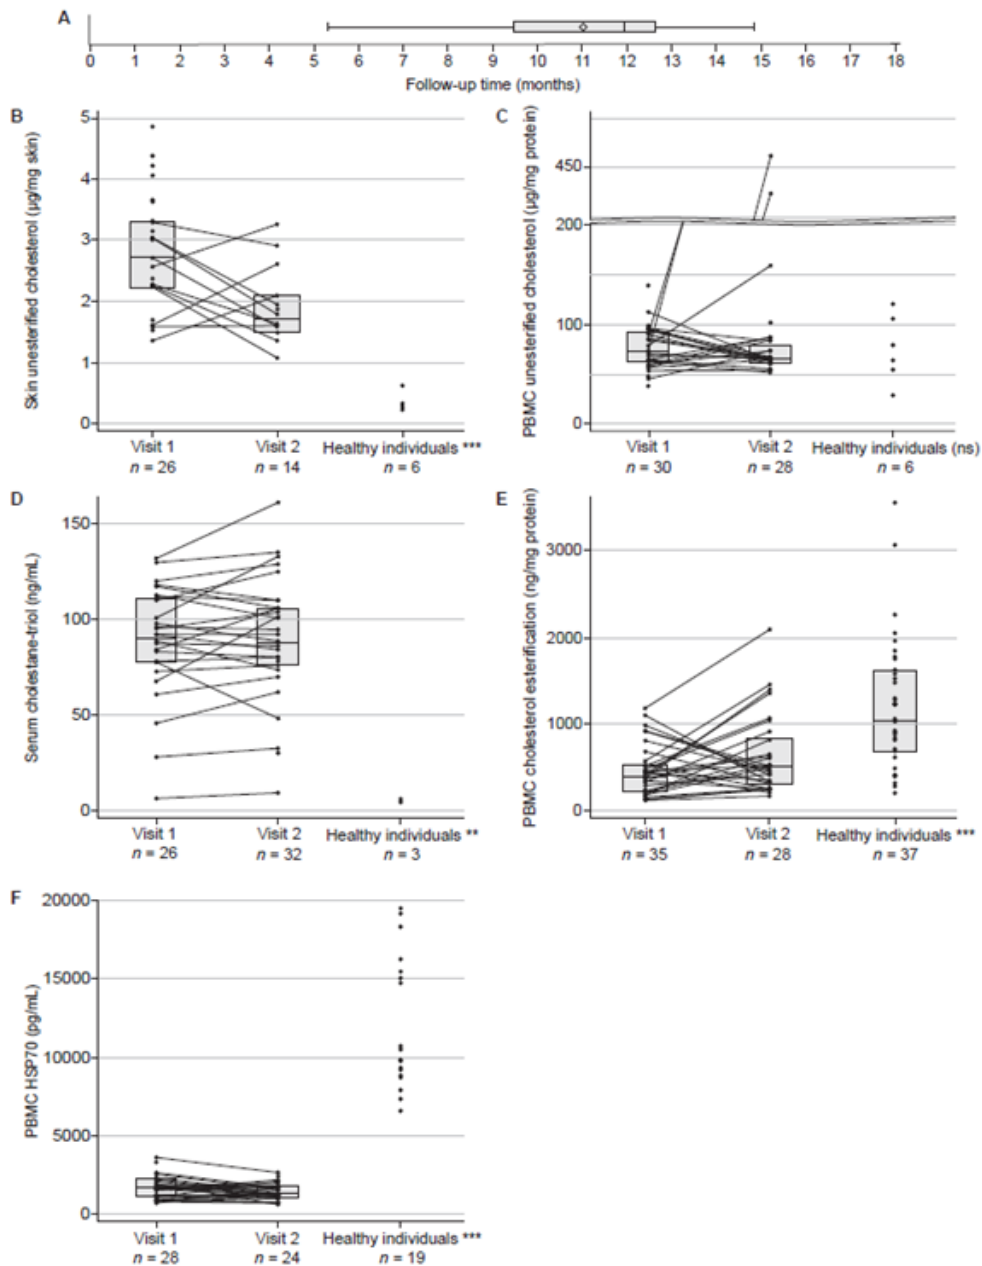 A
0 1 2 3 4 5 6 7 8 9 10 11 12 13 14 15 16 17 18
Follow-up time (months)
B
Skin unesterified cholesterol (µg/mg skin)
5
4
3
2
1
0
Visit 1 Visit 2 Healthy individuals ***
n = 26 n = 14 n = 6
C
PBMC unesterified cholesterol (µg/mg protein)
450
200
100
0
Visit 1 Visit 2 Healthy individuals (ns)
n = 30 n = 28 n = 6
D
Serum cholestane-triol (ng/mL)
150
100
50
0
Visit 1 Visit 2 Healthy individuals **
n = 26 n = 32 n = 3
E
PBMC cholesterol esterification (ng/mg protein)
3000
2000
1000
0
Visit 1 Visit 2 Healthy individuals ***
n = 35 n = 28 n = 37
F
PBMC HSP70 (pg/mL)
20000
15000
10000
5000
0
Visit 1 Visit 2 Healthy individuals ***
n = 28 n = 24 n = 19